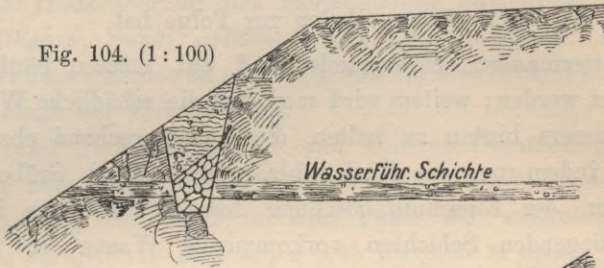 Fig. 104. (1 : 100)
Wasserführ. Schichte